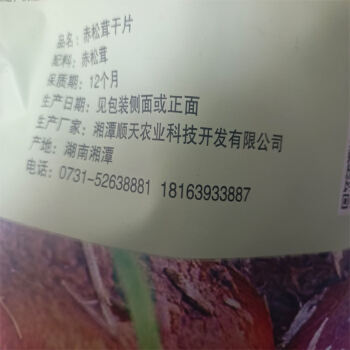 品名：赤松茸干片
配料：赤松茸
保质期：12个月
生产日期：见包装侧面或正面
生产厂家：湘潭顺天农业科技开发有限公司
产地：湖南湘潭
电话：0731-52638881 18163933887